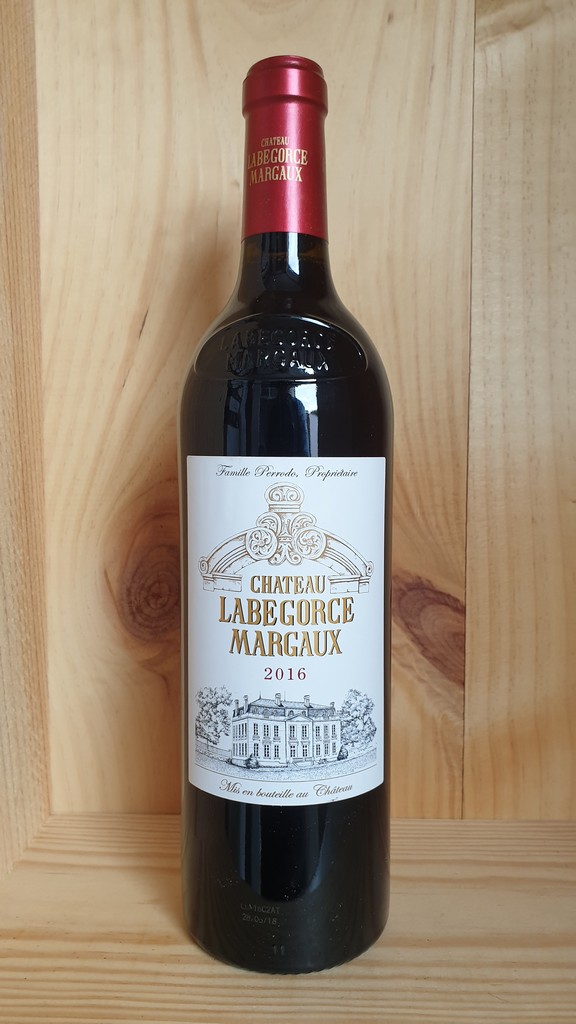 CHATEAU
LABEGORCE
MARGAUX
LABEGORCE
MARGAUX
Famille Perrodo, Propriétaire
CHATEAU
LABEGORCE
MARGAUX
2016
Mis en bouteille au Château